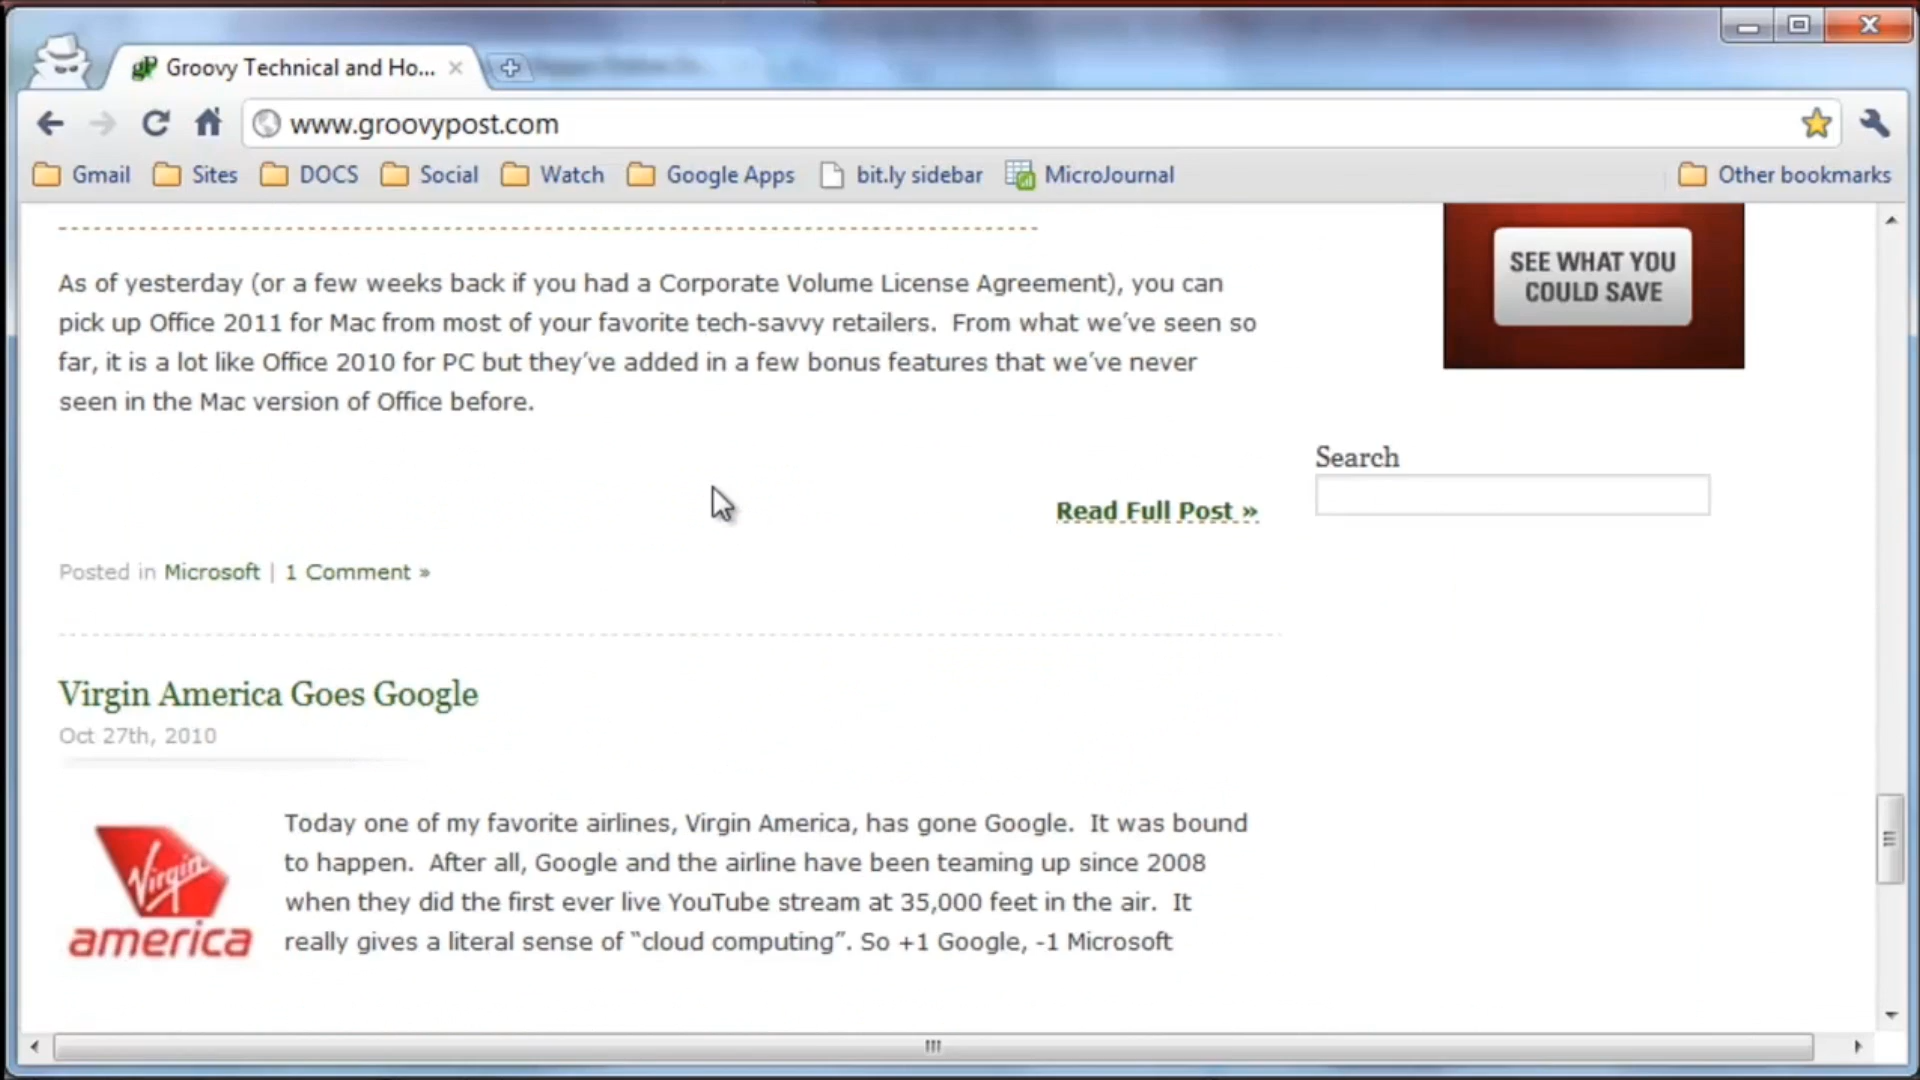 Groovy Technical and Ho...
www.groovypost.com
Gmail Sites DOCS Social Watch Google Apps bit.ly sidebar MicroJournal Other bookmarks
As of yesterday (or a few weeks back if you had a Corporate Volume License Agreement), you can
pick up Office 2011 for Mac from most of your favorite tech-savvy retailers.  From what we’ve seen so
far, it is a lot like Office 2010 for PC but they’ve added in a few bonus features that we’ve never
seen in the Mac version of Office before.
SEE WHAT YOU
COULD SAVE
Search
Read Full Post »
Posted in Microsoft | 1 Comment »
Virgin America Goes Google
Oct 27th, 2010
Virgin
america
Today one of my favorite airlines, Virgin America, has gone Google.  It was bound
to happen.  After all, Google and the airline have been teaming up since 2008
when they did the first ever live YouTube stream at 35,000 feet in the air.  It
really gives a literal sense of “cloud computing”. So +1 Google, -1 Microsoft